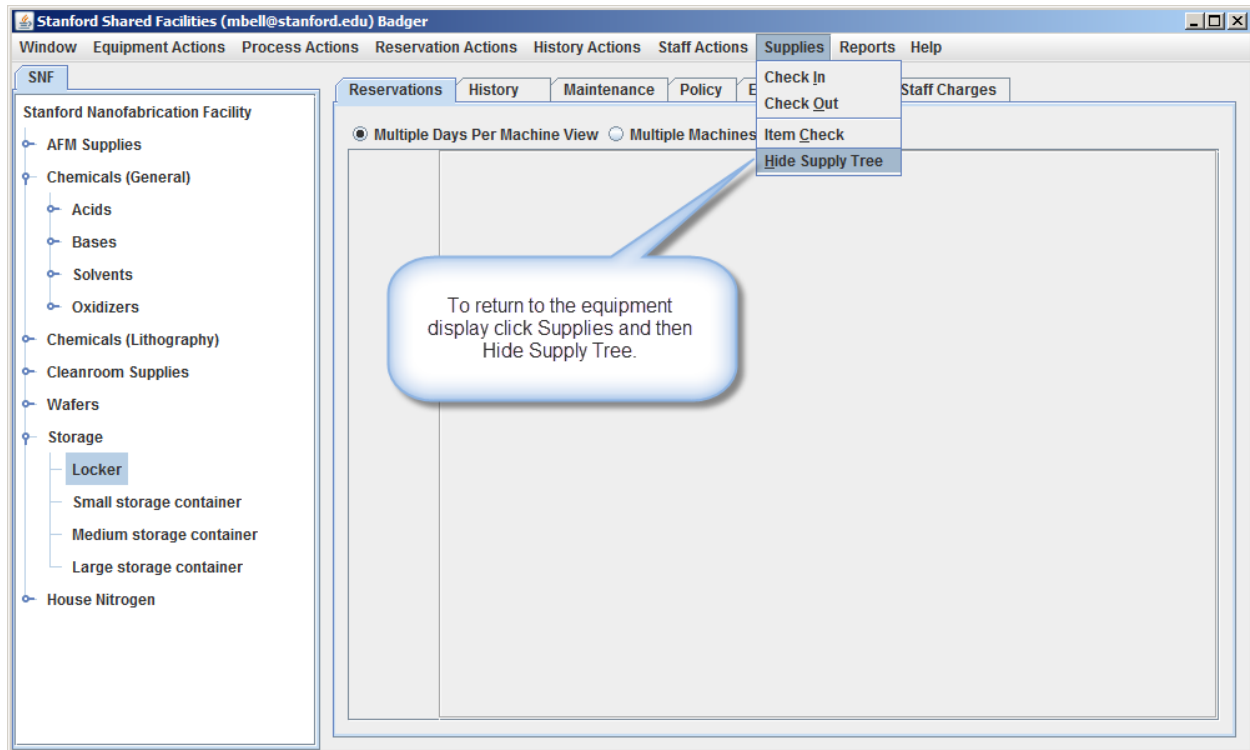 Stanford Shared Facilities (mbell@stanford.edu) Badger
Window Equipment Actions Process Actions Reservation Actions History Actions Staff Actions Supplies Reports Help
SNF
Stanford Nanofabrication Facility
AFM Supplies
Chemicals (General)
Acids
Bases
Solvents
Oxidizers
Chemicals (Lithography)
Cleanroom Supplies
Wafers
Storage
Locker
Small storage container
Medium storage container
Large storage container
House Nitrogen
Reservations History Maintenance Policy E Staff Charges
Multiple Days Per Machine View Multiple Machines
Check In
Check Out
Item Check
Hide Supply Tree
To return to the equipment
display click Supplies and then
Hide Supply Tree.